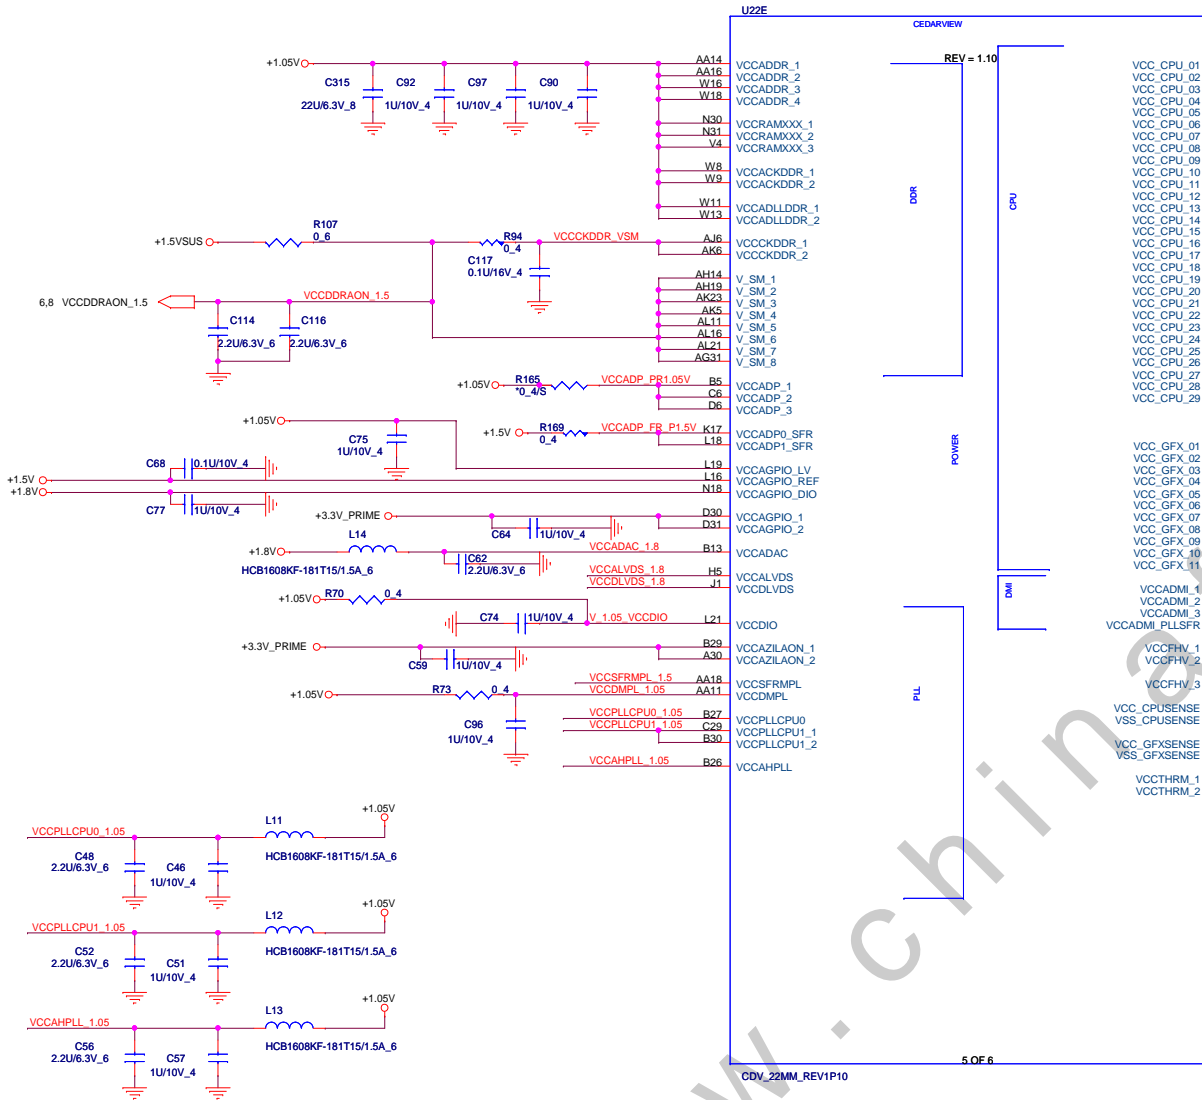 U22E
CEDARVIEW
REV = 1.10
+1.05V
C315
22U/6.3V_8
C92
1U/10V_4
C97
1U/10V_4
C90
1U/10V_4
AA14 VCCADDR_1
AA16 VCCADDR_2
W16 VCCADDR_3
W18 VCCADDR_4
N30 VCCRAMXXX_1
N31 VCCRAMXXX_2
V4 VCCRAMXXX_3
W8 VCCACKDDR_1
W9 VCCACKDDR_2
W11 VCCADLLDDR_1
W13 VCCADLLDDR_2
+1.5VSUS
R107
0_6
R94
0_4
VCCCKDDR_VSM
C117
0.1U/16V_4
AJ6 VCCCKDDR_1
AK6 VCCCKDDR_2
6,8 VCCDDRAON_1.5
VCCDDRAON_1.5
C114
2.2U/6.3V_6
C116
2.2U/6.3V_6
AH14 V_SM_1
AH19 V_SM_2
AK23 V_SM_3
AK5 V_SM_4
AL11 V_SM_5
AL16 V_SM_6
AL21 V_SM_7
AG31 V_SM_8
+1.05V
R165
*0_4/S
VCCADP_PR1.05V
B5 VCCADP_1
C6 VCCADP_2
D6 VCCADP_3
+1.5V
R169
0_4
VCCADP_FR_P1.5V
K17 VCCADP0_SFR
L18 VCCADP1_SFR
+1.05V
C75
1U/10V_4
L19 VCCAGPIO_LV
L16 VCCAGPIO_REF
N18 VCCAGPIO_DIO
C68
0.1U/10V_4
+1.5V
+1.8V
C77
1U/10V_4
+3.3V_PRIME
C64
1U/10V_4
D30 VCCAGPIO_1
D31 VCCAGPIO_2
+1.8V
L14
HCB1608KF-181T15/1.5A_6
C62
2.2U/6.3V_6
VCCADAC_1.8
B13 VCCADAC
VCCALVDS_1.8
H5 VCCALVDS
VCCDLVDS_1.8
J1 VCCDLVDS
+1.05V
R70
0_4
C74
1U/10V_4
V_1.05_VCCDIO
L21 VCCDIO
+3.3V_PRIME
C59
1U/10V_4
B29 VCCAZILAON_1
A30 VCCAZILAON_2
VCCSFRMPL_1.5
AA18 VCCSFRMPL
+1.05V
R73
0_4
VCCDMPL_1.05
AA11 VCCDMPL
C96
1U/10V_4
VCCPLLCPU0_1.05
B27 VCCPLLCPU0
VCCPLLCPU1_1.05
C29 VCCPLLCPU1_1
B30 VCCPLLCPU1_2
VCCAHPLL_1.05
B26 VCCAHPLL
DDR
CPU
POWER
DMI
PLL
VCC_CPU_01
VCC_CPU_02
VCC_CPU_03
VCC_CPU_04
VCC_CPU_05
VCC_CPU_06
VCC_CPU_07
VCC_CPU_08
VCC_CPU_09
VCC_CPU_10
VCC_CPU_11
VCC_CPU_12
VCC_CPU_13
VCC_CPU_14
VCC_CPU_15
VCC_CPU_16
VCC_CPU_17
VCC_CPU_18
VCC_CPU_19
VCC_CPU_20
VCC_CPU_21
VCC_CPU_22
VCC_CPU_23
VCC_CPU_24
VCC_CPU_25
VCC_CPU_26
VCC_CPU_27
VCC_CPU_28
VCC_CPU_29
VCC_GFX_01
VCC_GFX_02
VCC_GFX_03
VCC_GFX_04
VCC_GFX_05
VCC_GFX_06
VCC_GFX_07
VCC_GFX_08
VCC_GFX_09
VCC_GFX_10
VCC_GFX_11
VCCADMI_1
VCCADMI_2
VCCADMI_3
VCCADMI_PLLSFR
VCCFHV_1
VCCFHV_2
VCCFHV_3
VCC_CPUSENSE
VSS_CPUSENSE
VCC_GFXSENSE
VSS_GFXSENSE
VCCTHRM_1
VCCTHRM_2
VCCPLLCPU0_1.05
C48
2.2U/6.3V_6
C46
1U/10V_4
L11
HCB1608KF-181T15/1.5A_6
+1.05V
VCCPLLCPU1_1.05
C52
2.2U/6.3V_6
C51
1U/10V_4
L12
HCB1608KF-181T15/1.5A_6
+1.05V
VCCAHPLL_1.05
C56
2.2U/6.3V_6
C57
1U/10V_4
L13
HCB1608KF-181T15/1.5A_6
+1.05V
5 OF 6
CDV_22MM_REV1P10
w.china